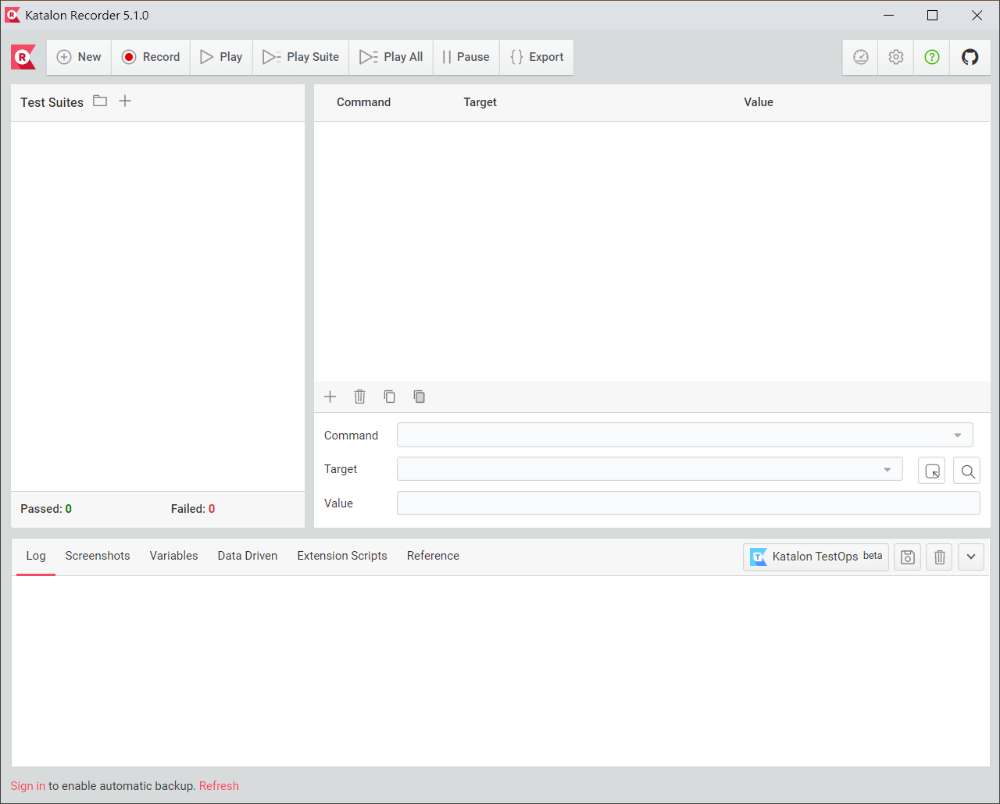 Katalon Recorder 5.1.0
R New Record Play Play Suite Play All Pause {} Export ?
Test Suites Command Target Value
Command
Target
Value
Passed: 0 Failed: 0
Log Screenshots Variables Data Driven Extension Scripts Reference T Katalon TestOps beta
Sign in to enable automatic backup. Refresh